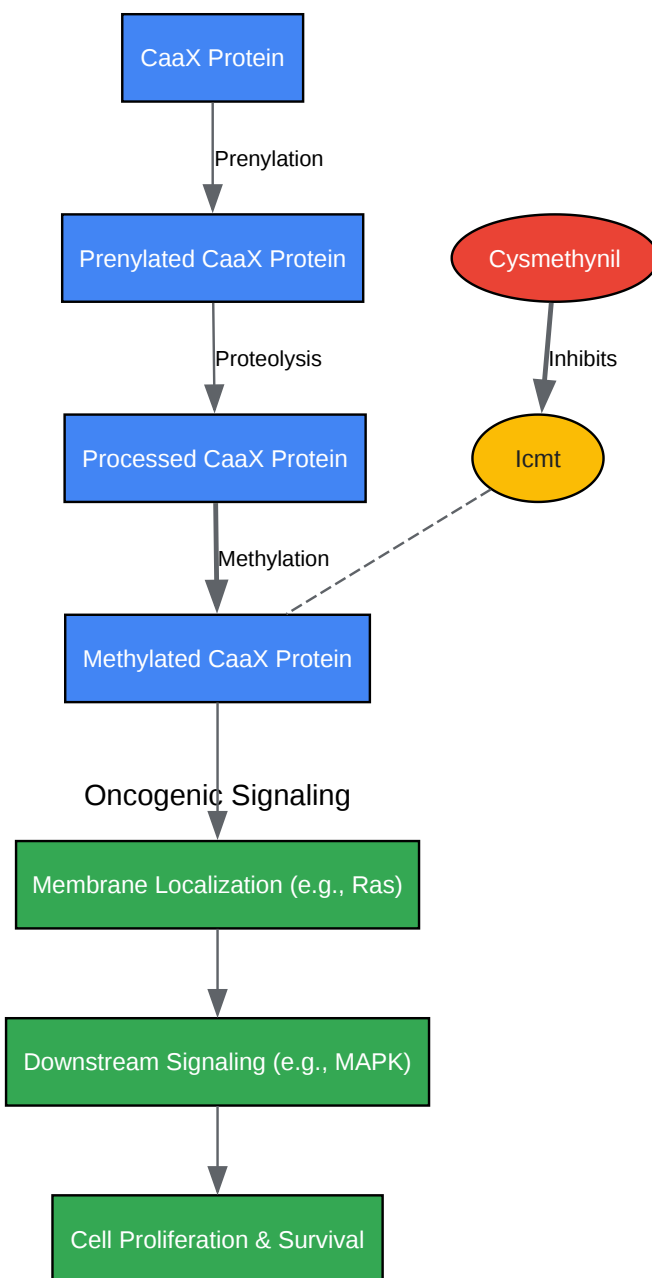 CaaX Protein
Prenylation
Prenylated CaaX Protein
Cysmethynil
Proteolysis
Inhibits
Processed CaaX Protein
Icmt
Methylation
Methylated CaaX Protein
Oncogenic Signaling
Membrane Localization (e.g., Ras)
Downstream Signaling (e.g., MAPK)
Cell Proliferation & Survival